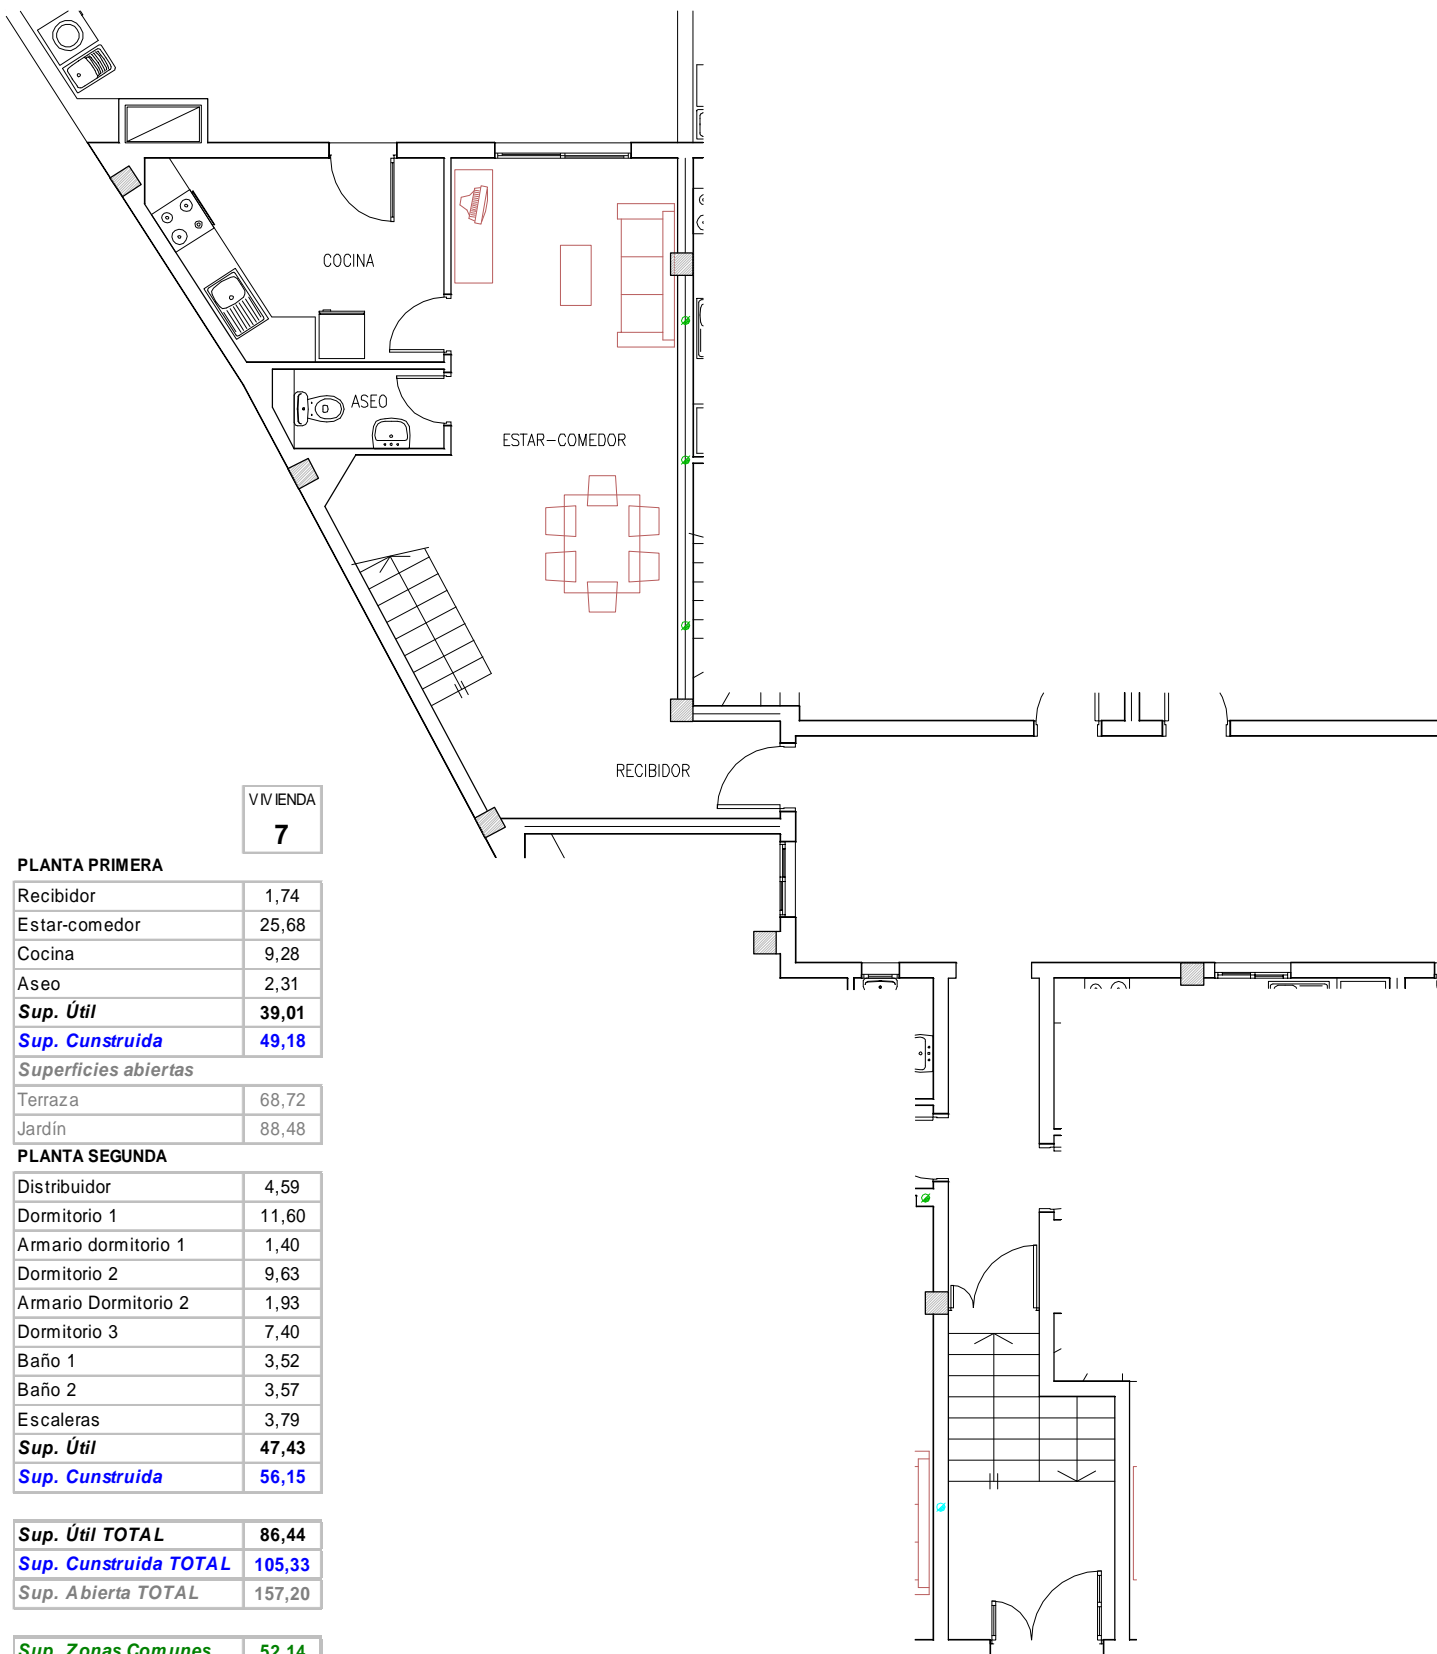 COCINA
ASEO
ESTAR-COMEDOR
RECIBIDOR
VIVIENDA
7
PLANTA PRIMERA
Recibidor 1,74
Estar-comedor 25,68
Cocina 9,28
Aseo 2,31
Sup. Útil 39,01
Sup. Cunstruida 49,18
Superficies abiertas
Terraza 68,72
Jardín 88,48
PLANTA SEGUNDA
Distribuidor 4,59
Dormitorio 1 11,60
Armario dormitorio 1 1,40
Dormitorio 2 9,63
Armario Dormitorio 2 1,93
Dormitorio 3 7,40
Baño 1 3,52
Baño 2 3,57
Escaleras 3,79
Sup. Útil 47,43
Sup. Cunstruida 56,15
Sup. Útil TOTAL 86,44
Sup. Cunstruida TOTAL 105,33
Sup. Abierta TOTAL 157,20
Sup. Zonas Comunes 52,14